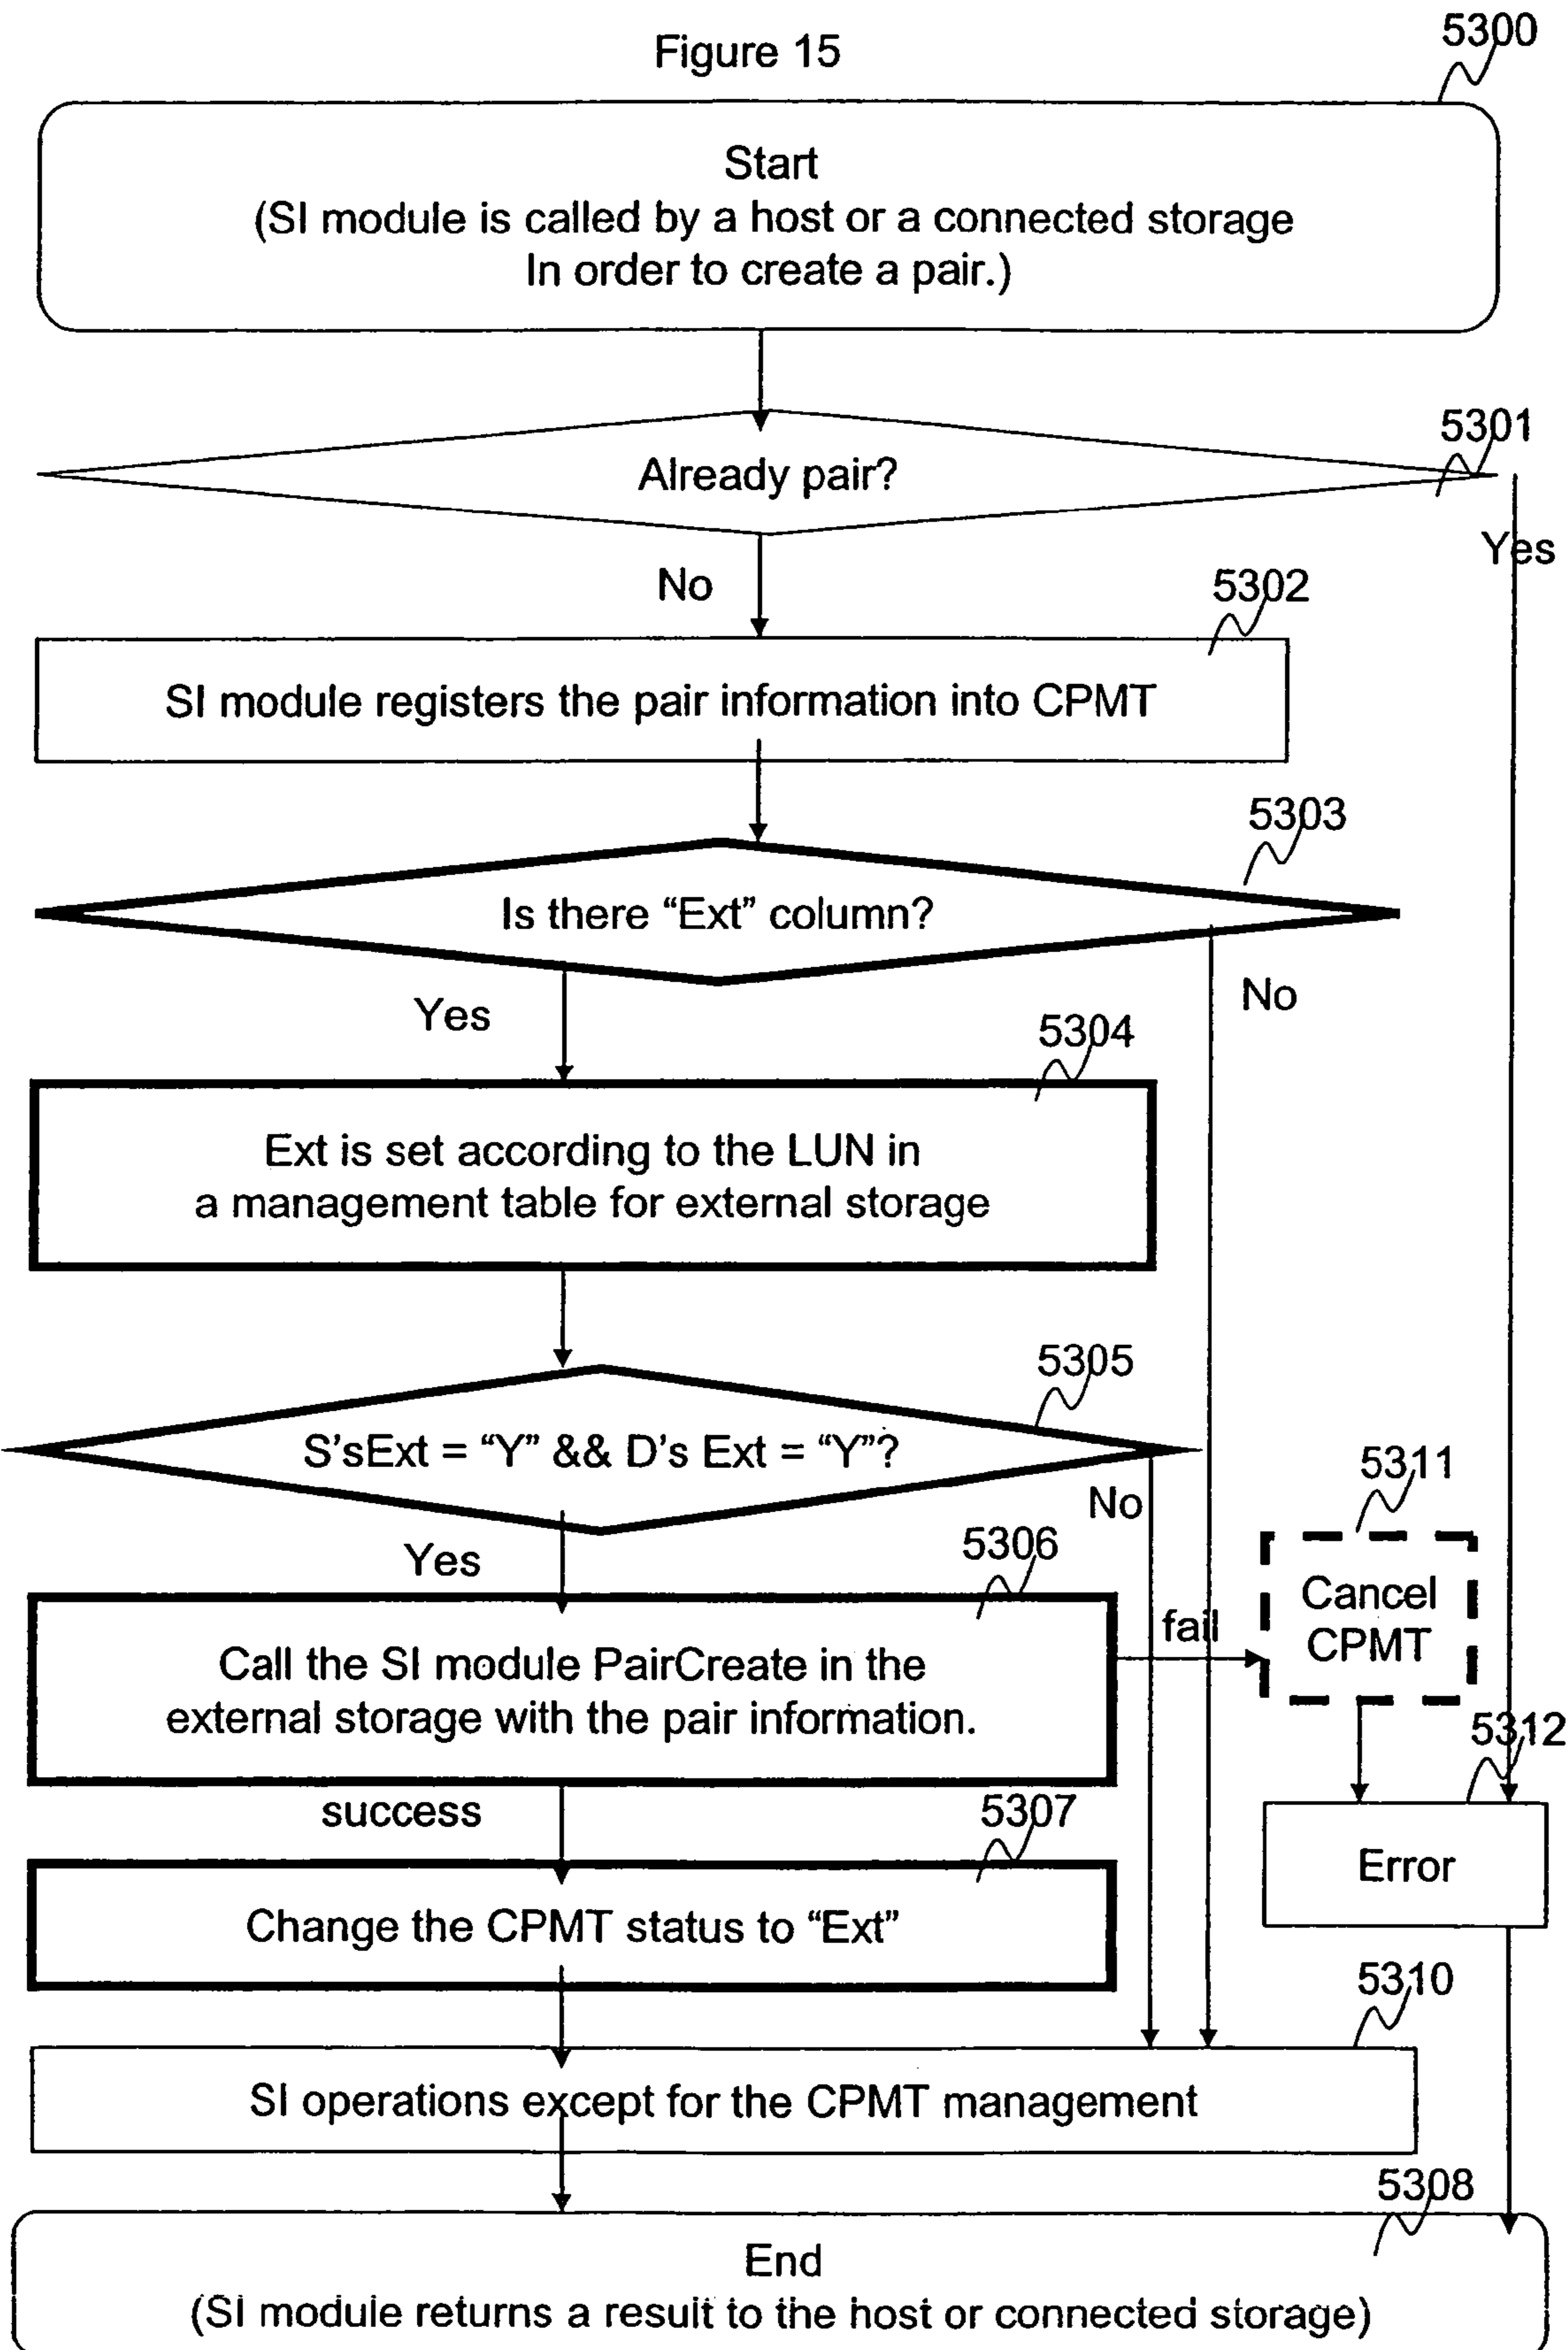 Figure 15
5300
Start
(SI module is called by a host or a connected storage
In order to create a pair.)
5301
Already pair?
Yes
No
5302
SI module registers the pair information into CPMT
5303
Is there “Ext” column?
No
Yes
5304
Ext is set according to the LUN in
a management table for external storage
5305
S'sExt = “Y” && D's Ext = “Y”?
No
Yes
5306
5311
Cancel
CPMT
fail
Call the SI module PairCreate in the
external storage with the pair information.
5312
success
5307
Error
Change the CPMT status to “Ext”
5310
SI operations except for the CPMT management
5308
End
(SI module returns a result to the host or connected storage)